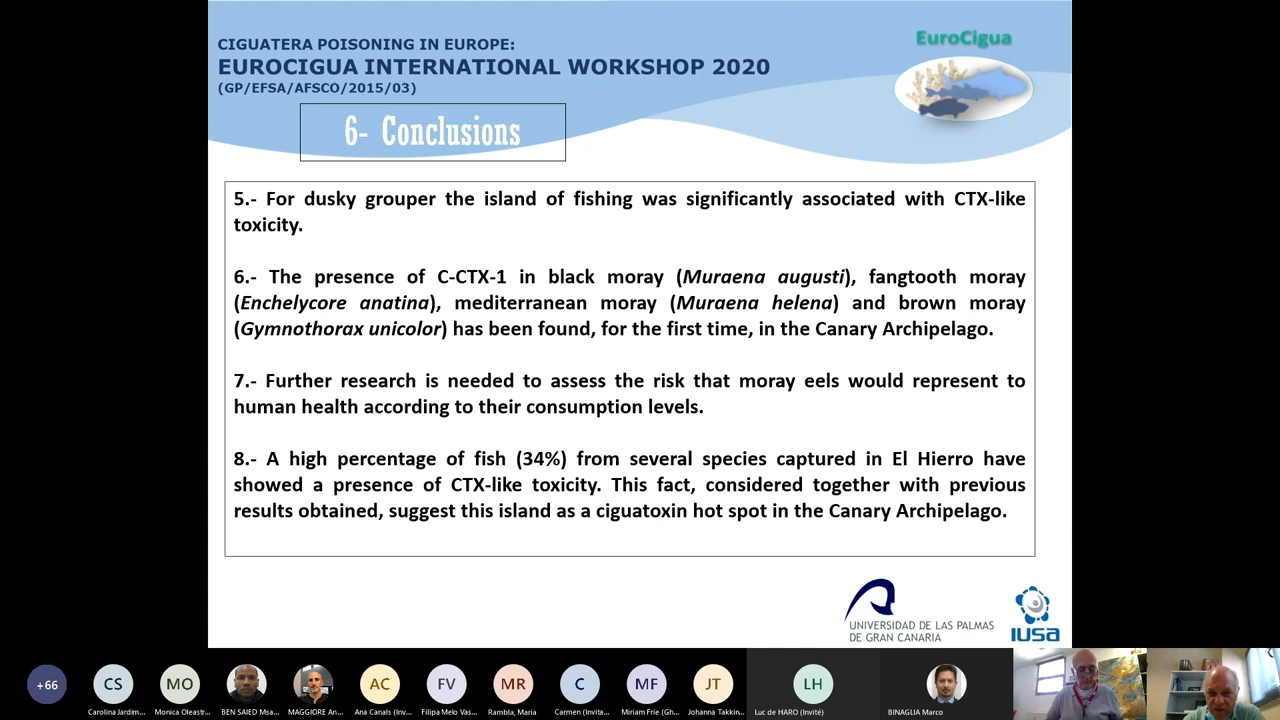 CIGUATERA POISONING IN EUROPE:
EUROCIGUA INTERNATIONAL WORKSHOP 2020
(GP/EFSA/AFSCO/2015/03)
EuroCigua
6- Conclusions
5.- For dusky grouper the island of fishing was significantly associated with CTX-like
toxicity.
6.- The presence of C-CTX-1 in black moray (Muraena augusti), fangtooth moray
(Enchelycore anatina), mediterranean moray (Muraena helena) and brown moray
(Gymnothorax unicolor) has been found, for the first time, in the Canary Archipelago.
7.- Further research is needed to assess the risk that moray eels would represent to
human health according to their consumption levels.
8.- A high percentage of fish (34%) from several species captured in El Hierro have
showed a presence of CTX-like toxicity. This fact, considered together with previous
results obtained, suggest this island as a ciguatoxin hot spot in the Canary Archipelago.
UNIVERSIDAD DE LAS PALMAS
DE GRAN CANARIA
IUSA
+66
CS
MO
AC
FV
MR
C
MF
JT
LH
Carolina Jardim...
Monica Oleastr...
BEN SAIED Msa...
MAGGIORE An...
Ana Canals (Inv...
Filipa Melo Vas...
Rambla, Maria
Carmen (Invita...
Miriam Frie (Gh...
Johanna Takkin...
Luc de HARO (Invité)
BINAGLIA Marco